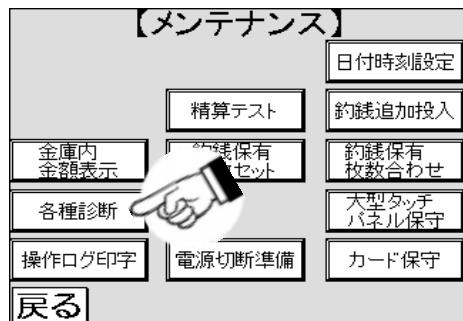 【メンテナンス】
日付時刻設定
精算テスト
釣銭追加投入
金庫内
金額表示
釣銭保有
セット
釣銭保有
枚数合わせ
各種診断
大型タッチ
パネル保守
操作ログ印字
電源切断準備
カード保守
戻る